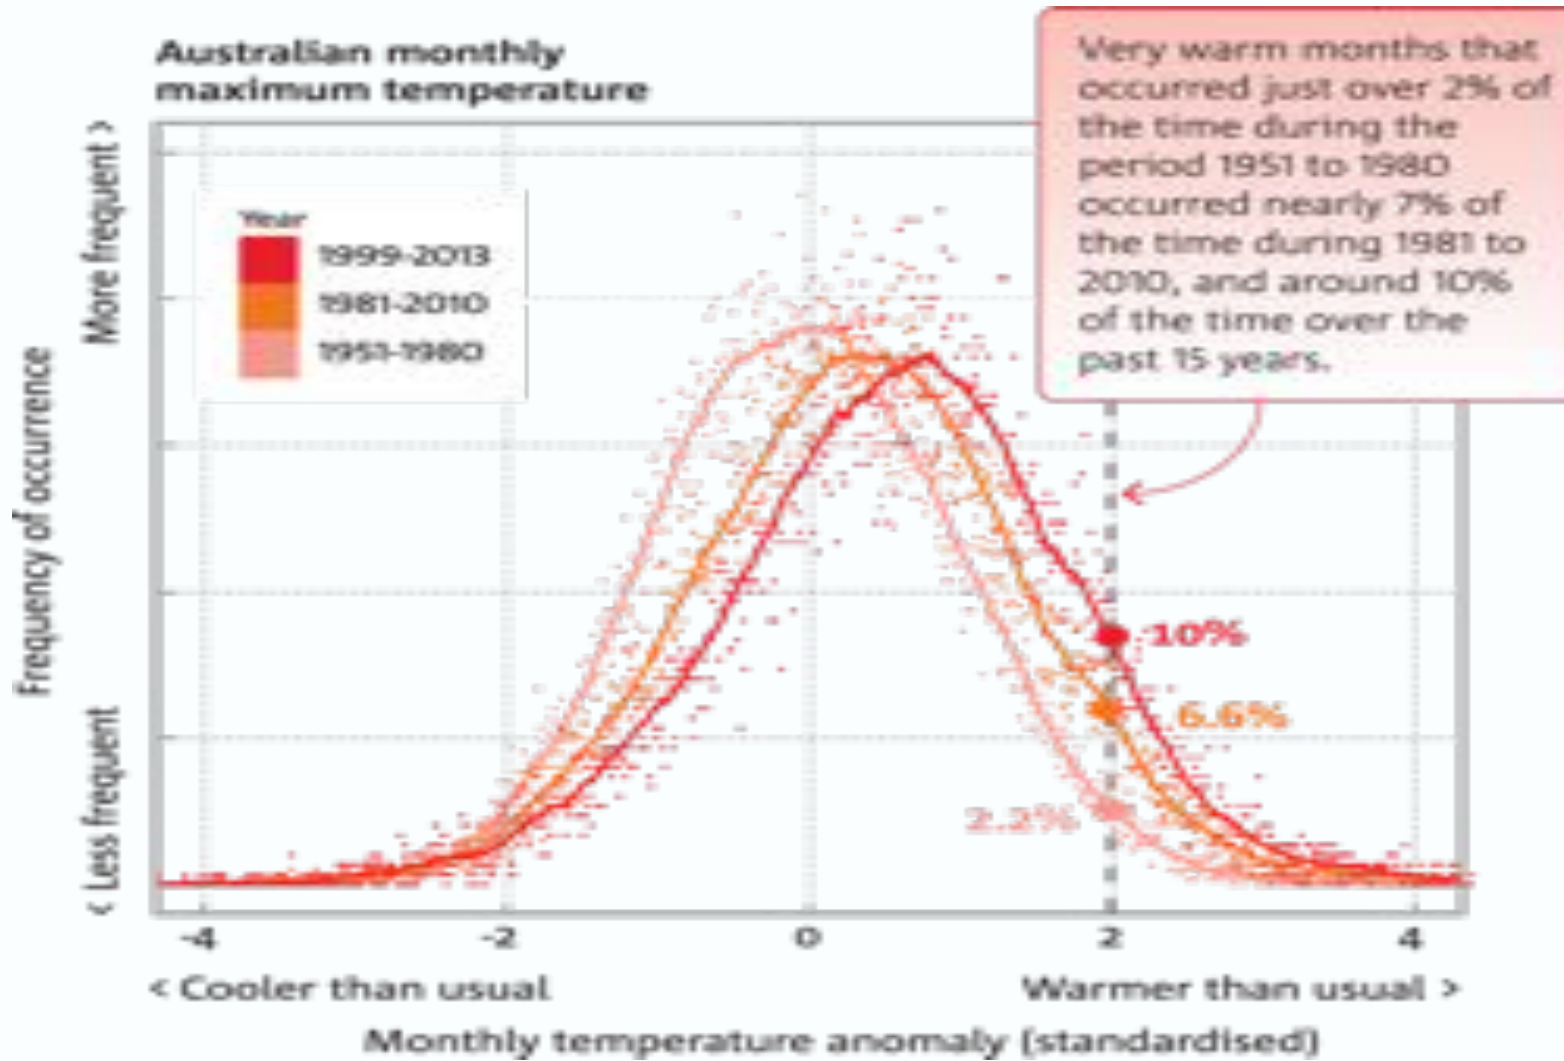 Australian monthly
maximum temperature
Very warm months that
occurred just over 2% of
the time during the
period 1951 to 1980
occurred nearly 7% of
the time during 1981 to
2010, and around 10%
of the time over the
past 15 years.
Year
1999-2013
1981-2010
1951-1980
More frequent >
Frequency of occurrence
< Less frequent
10%
6.6%
2.2%
-4
-2
0
2
4
< Cooler than usual
Warmer than usual >
Monthly temperature anomaly (standardised)